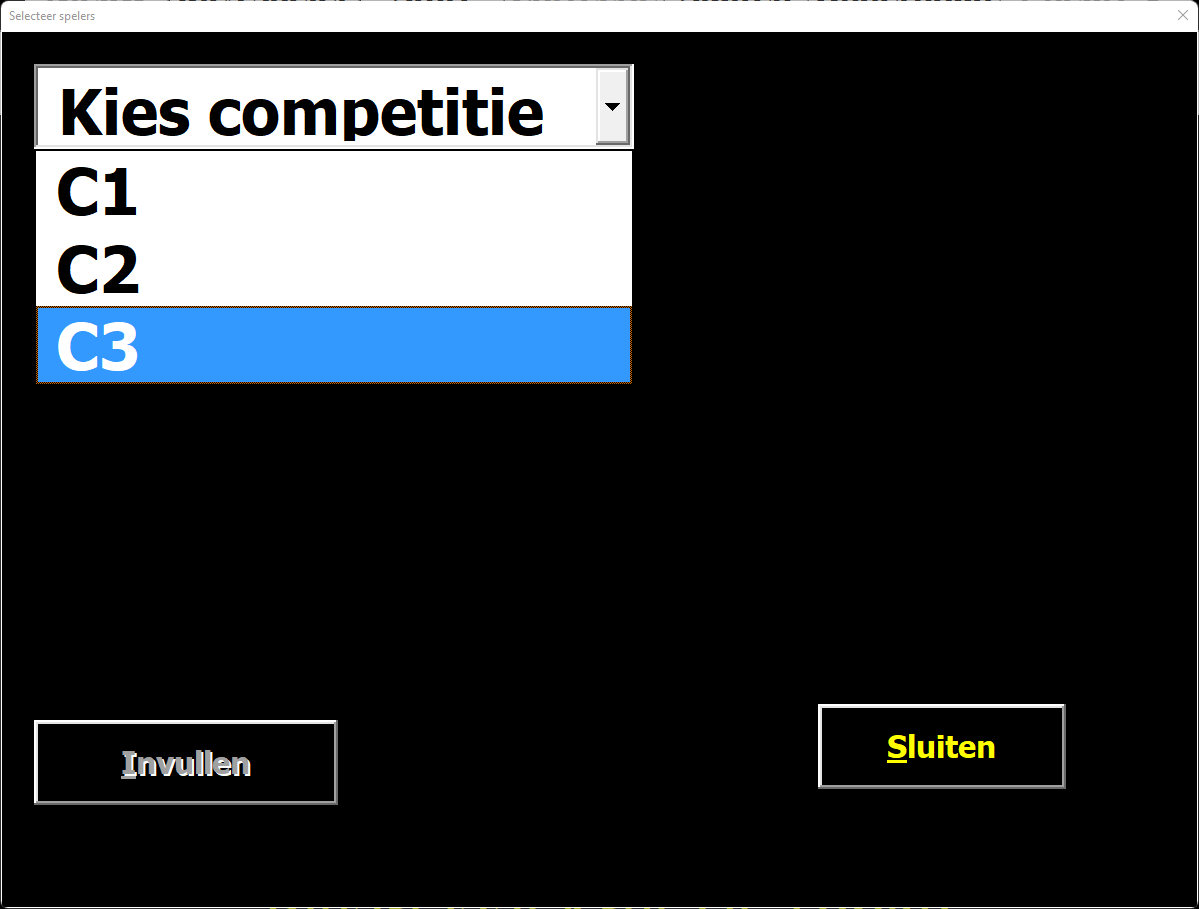 Selecteer spelers
Kies competitie
C1
C2
C3
Invullen
Sluiten